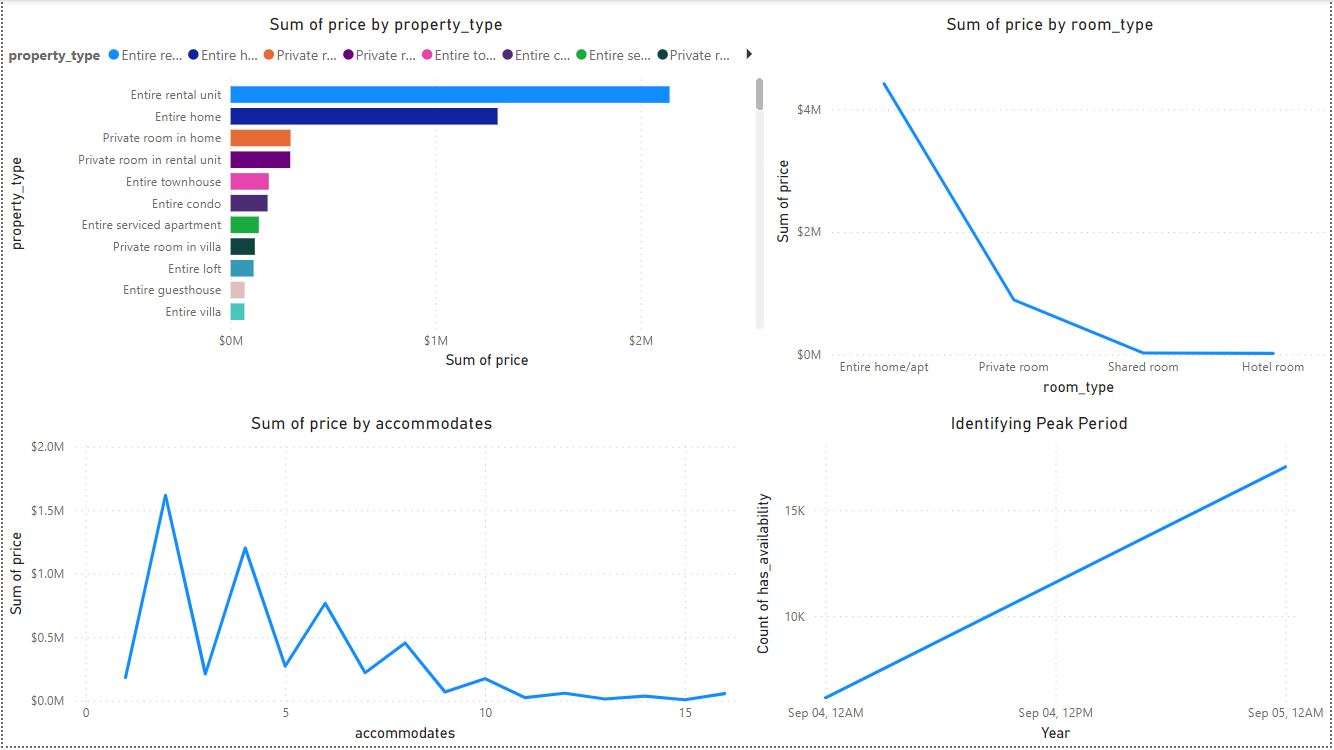 Sum of price by property_type
property_type Entire re... Entire h... Private r... Private r... Entire to... Entire c... Entire se... Private r...
property_type
Entire rental unit
Entire home
Private room in home
Private room in rental unit
Entire townhouse
Entire condo
Entire serviced apartment
Private room in villa
Entire loft
Entire guesthouse
Entire villa
$0M $1M $2M
Sum of price
Sum of price by room_type
Sum of price
$4M
$2M
$0M
Entire home/apt Private room Shared room Hotel room
room_type
Sum of price by accommodates
Sum of price
$2.0M
$1.5M
$1.0M
$0.5M
$0.0M
0 5 10 15
accommodates
Identifying Peak Period
Count of has_availability
15K
10K
Sep 04, 12AM Sep 04, 12PM Sep 05, 12AM
Year